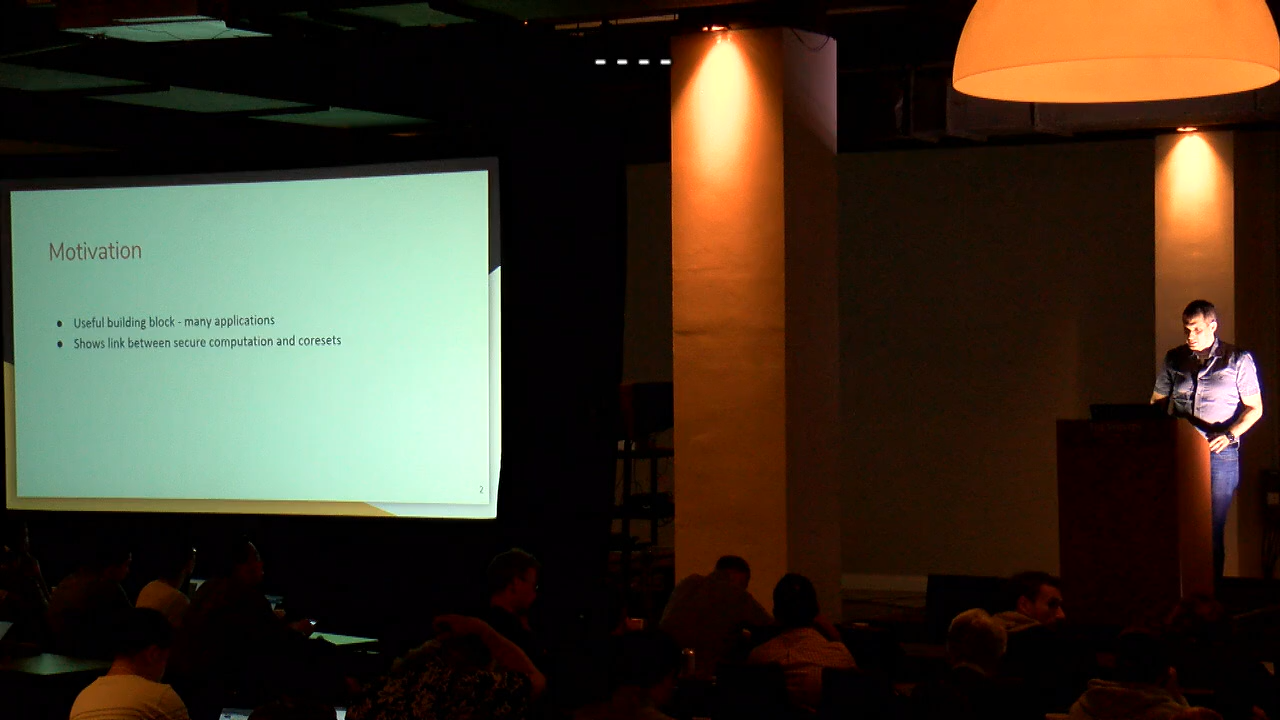 Motivation
● Useful building block - many applications
● Shows link between secure computation and coresets
2